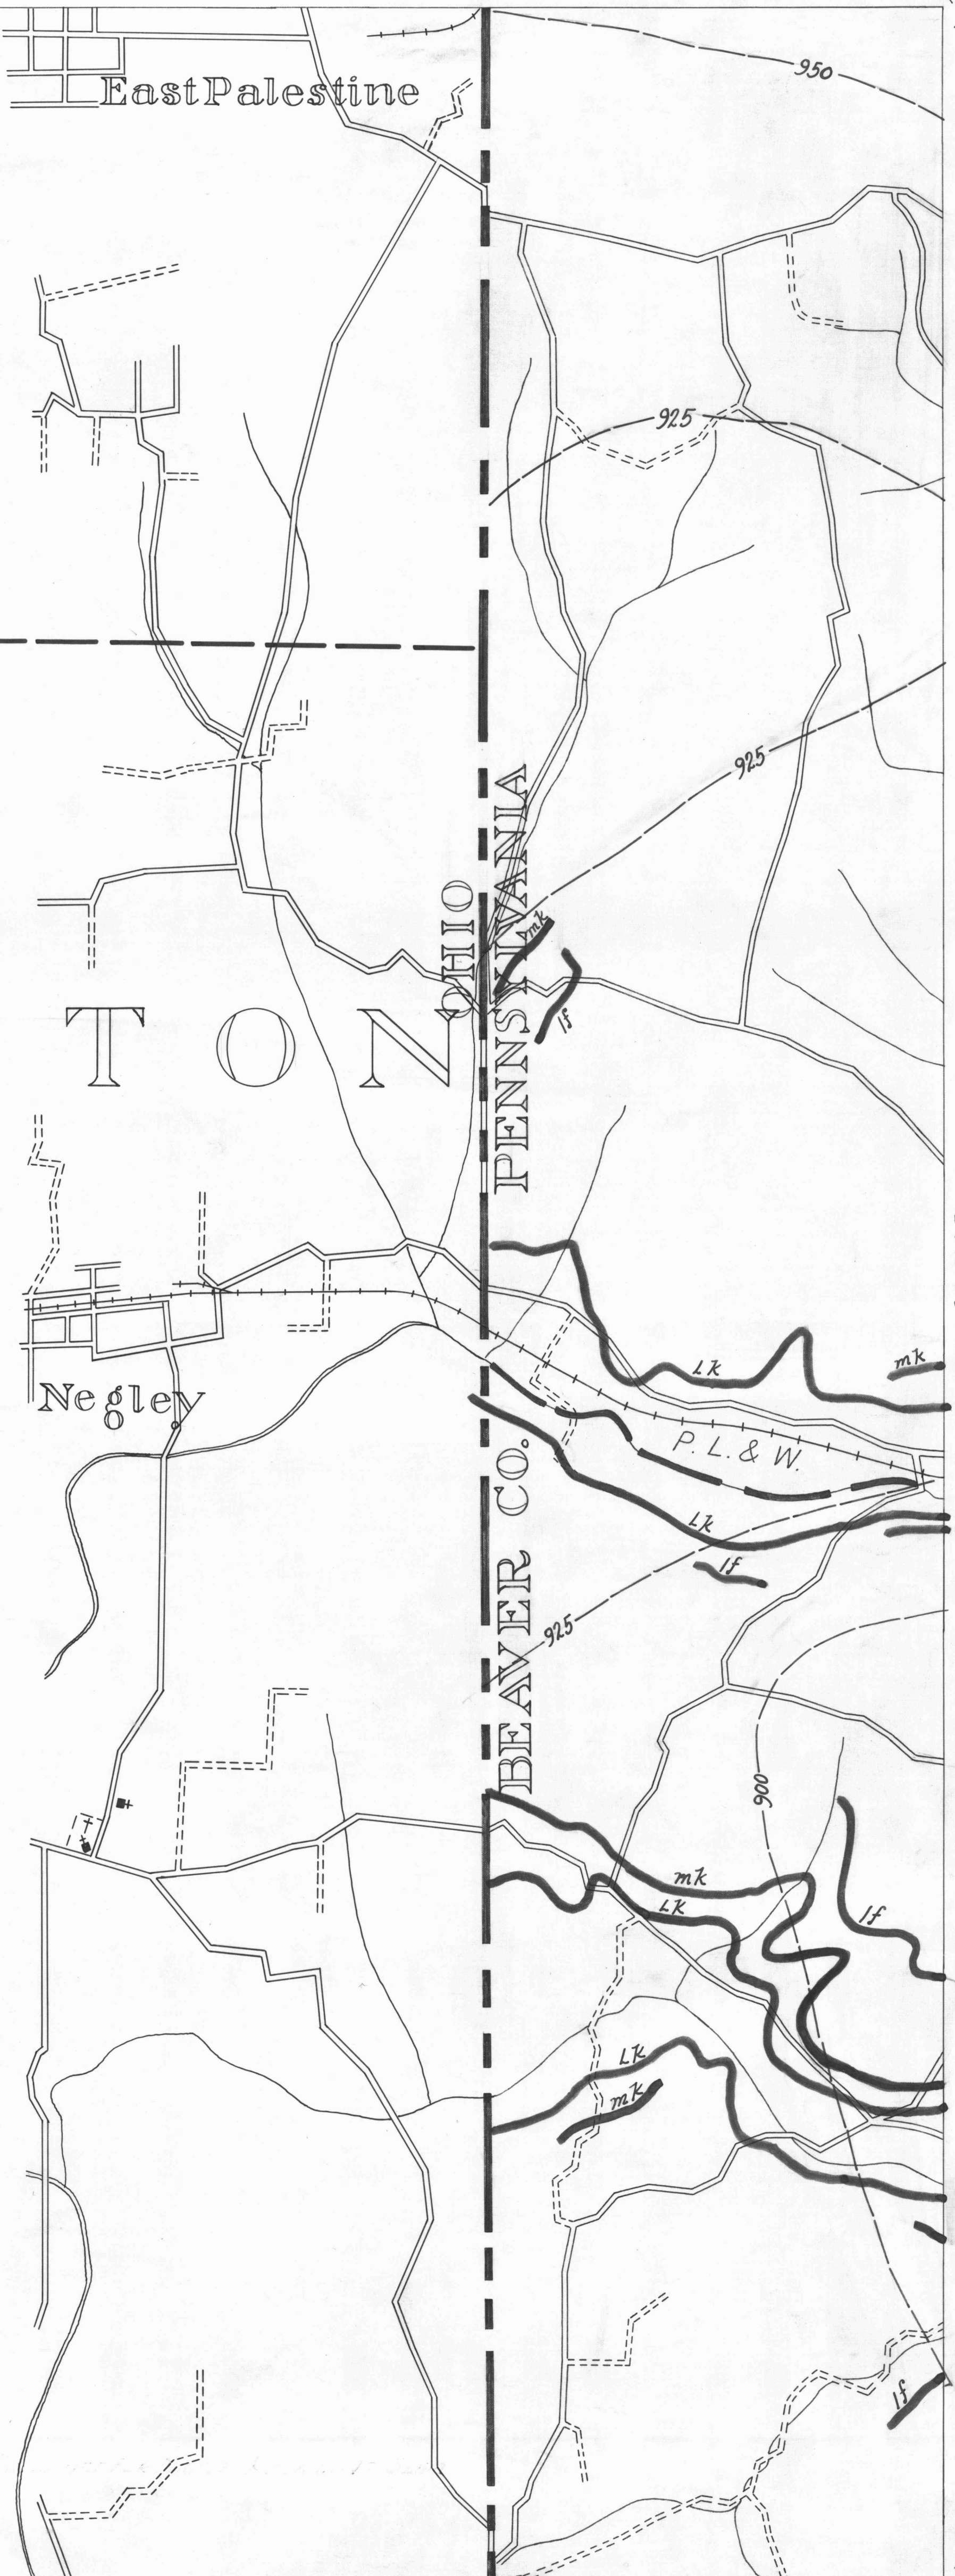 950
East Palestine
925
925
OHIO
PENNSYLVANIA
mk
lf
TON
Lk
mk
Negley
P. L. & W.
Lk
lf
925
BEAVER CO.
900
mk
Lk
lf
Lk
mk
lf